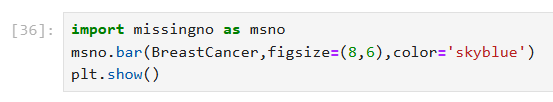 [36]: import missingno as msno
msno.bar(BreastCancer,figsize=(8,6),color='skyblue')
plt.show()